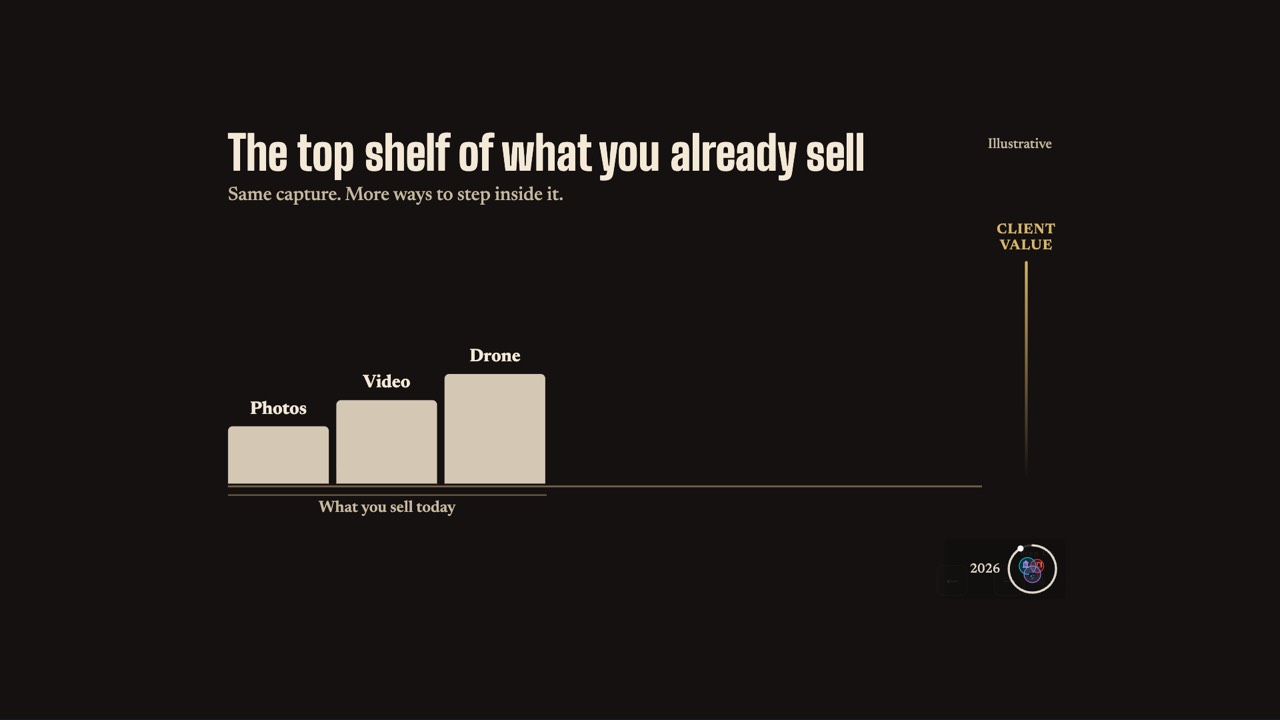 The top shelf of what you already sell
Illustrative
Same capture. More ways to step inside it.
CLIENT
VALUE
Drone
Video
Photos
What you sell today
2026